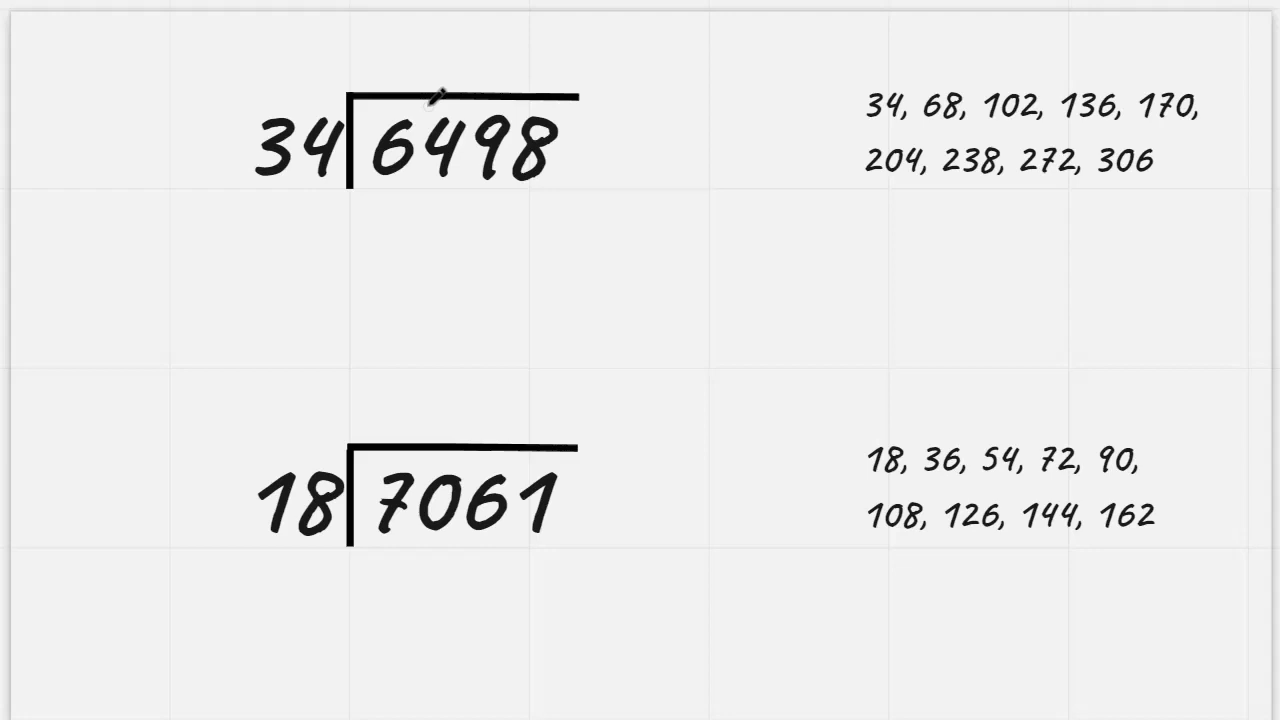 34 6498
34, 68, 102, 136, 170,
204, 238, 272, 306
18 7061
18, 36, 54, 72, 90,
108, 126, 144, 162